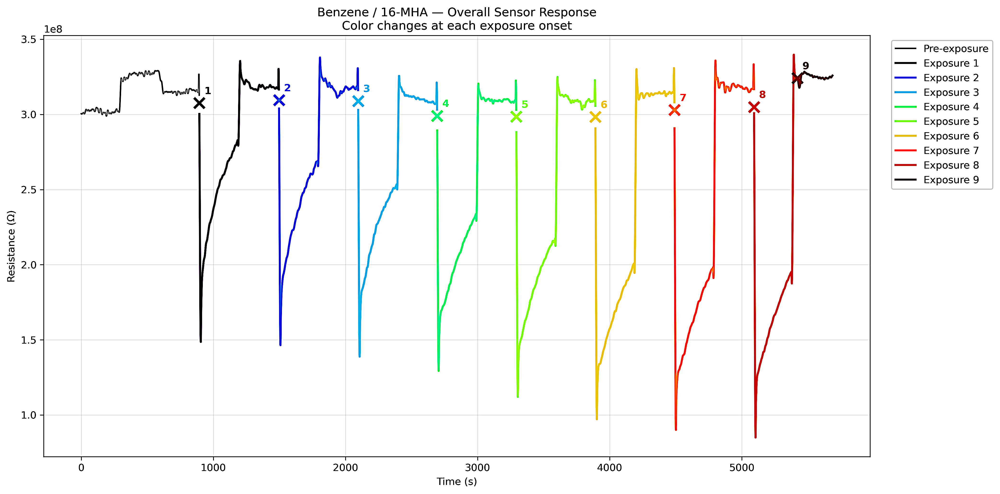 Benzene / 16-MHA — Overall Sensor Response
Color changes at each exposure onset
1e8
3.5
3.0
2.5
2.0
1.5
1.0
Resistance (Ω)
0
1000
2000
3000
4000
5000
Time (s)
1
2
3
4
5
6
7
8
9
Pre-exposure
Exposure 1
Exposure 2
Exposure 3
Exposure 4
Exposure 5
Exposure 6
Exposure 7
Exposure 8
Exposure 9